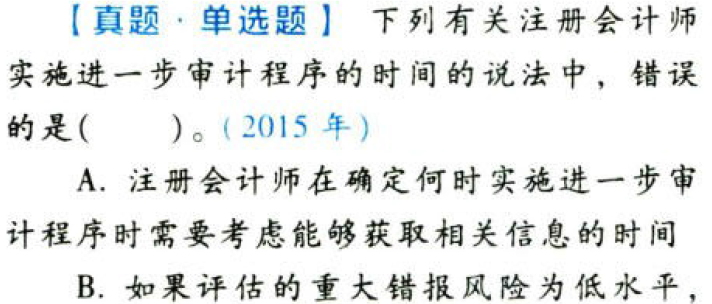 【真题·单选题】 下列有关注册会计师
实施进一步审计程序的时间的说法中，错误
的是(　　)。(2015 年)
A. 注册会计师在确定何时实施进一步审
计程序时需要考虑能够获取相关信息的时间
B. 如果评估的重大错报风险为低水平，